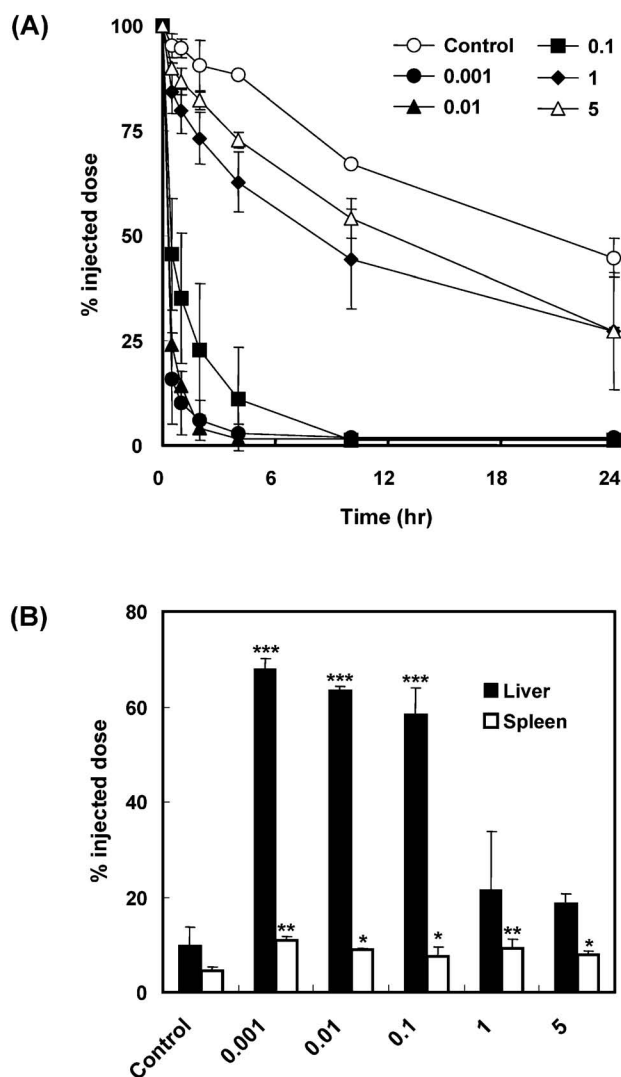 (A)
% injected dose
100
75
50
25
0
Control
0.001
0.01
0.1
1
5
0 6 12 18 24
Time (hr)
(B)
% injected dose
80
60
40
20
0
*** *** ***
** * * ** *
Liver
Spleen
Control 0.001 0.01 0.1 1 5